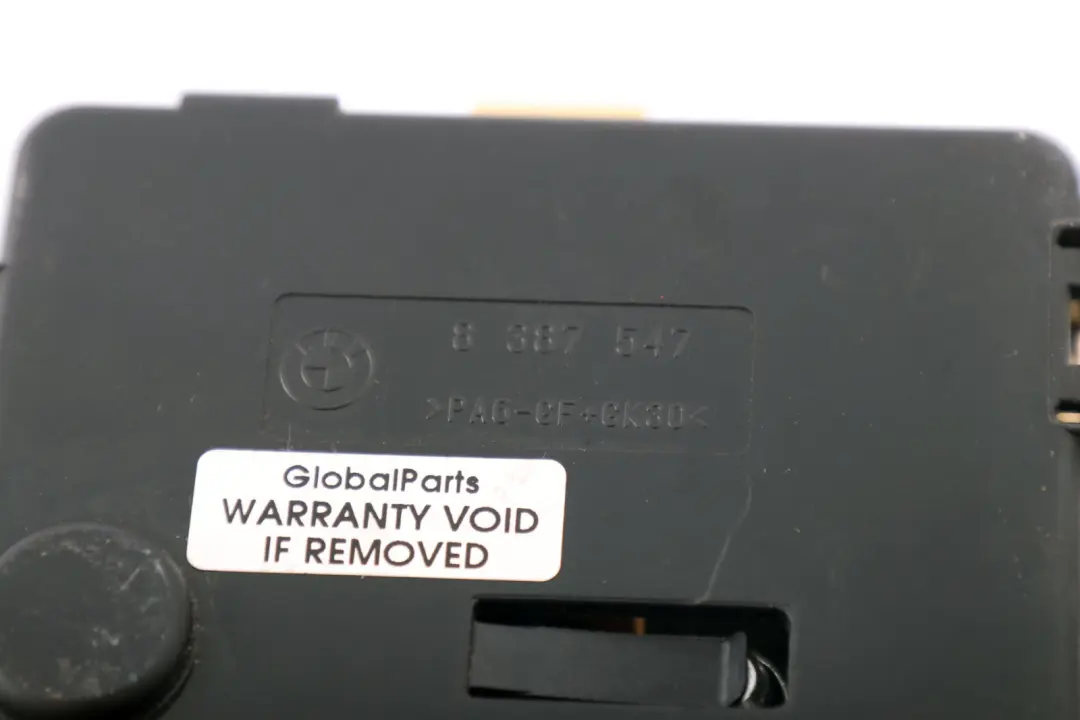 8 387 547
>PA6-GF+GK30<
GlobalParts
WARRANTY VOID
IF REMOVED